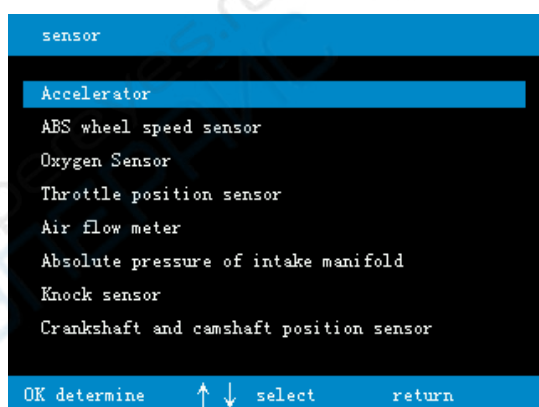 sensor
Accelerator
ABS wheel speed sensor
Oxygen Sensor
Throttle position sensor
Air flow meter
Absolute pressure of intake manifold
Knock sensor
Crankshaft and camshaft position sensor
OK determine ↑ ↓ select return